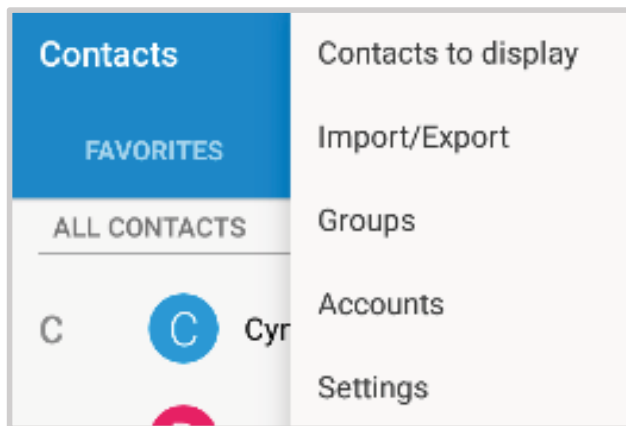 Contacts
FAVORITES
ALL CONTACTS
C
C
Cyr
Contacts to display
Import/Export
Groups
Accounts
Settings